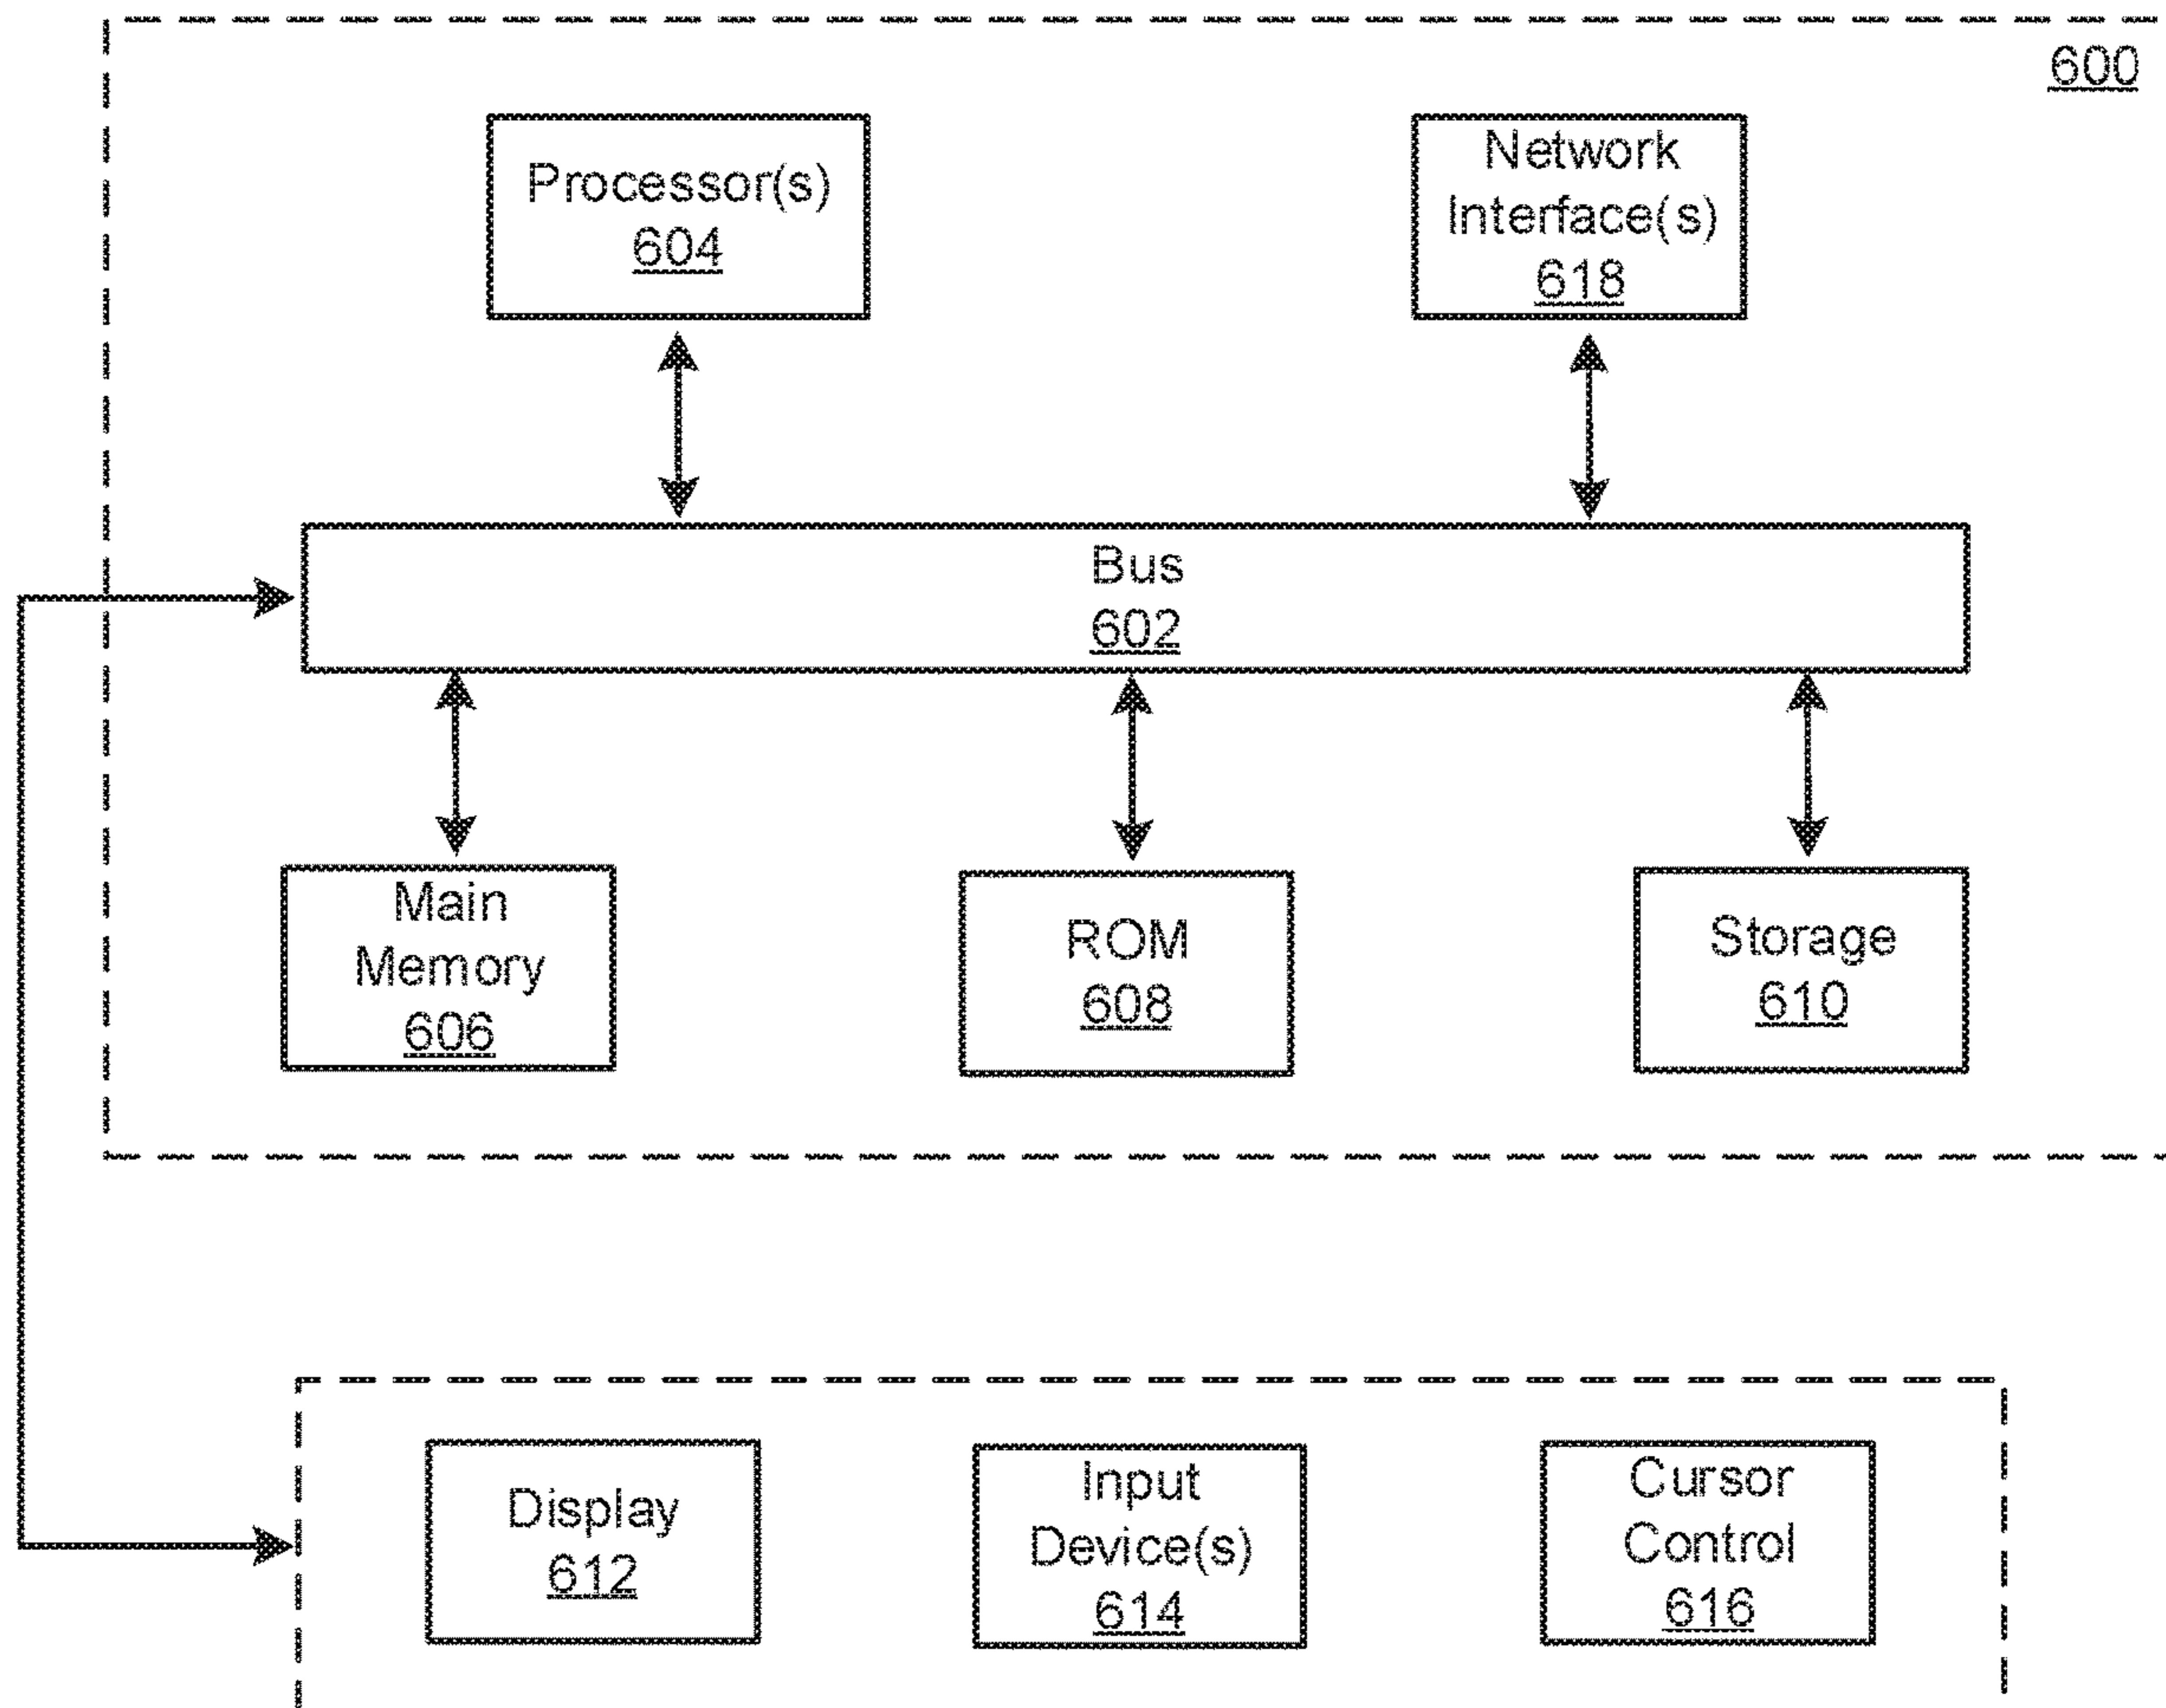 600
Processor(s)
604
Network
Interface(s)
618
Bus
602
Main
Memory
606
ROM
608
Storage
610
Display
612
Input
Device(s)
614
Cursor
Control
616